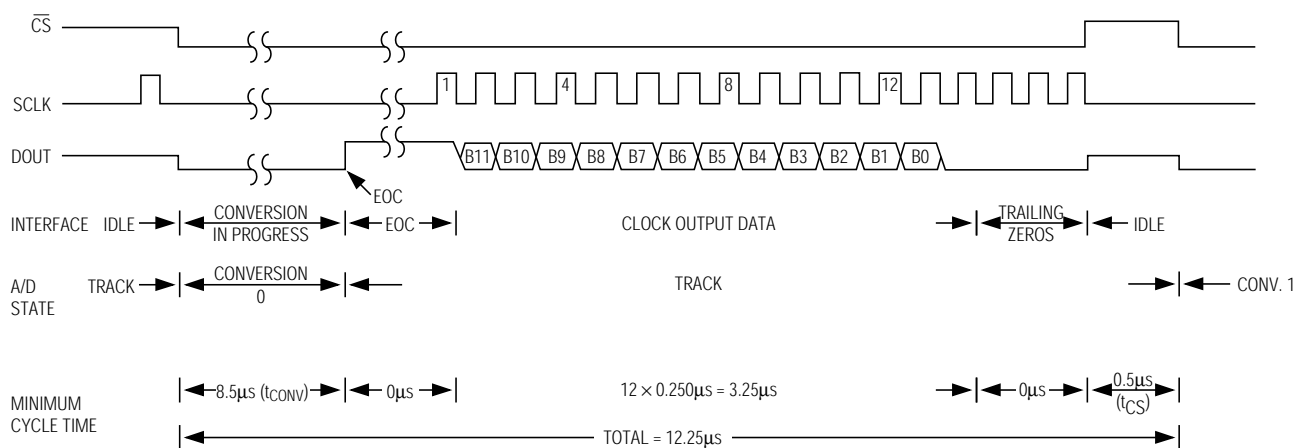 CS
SCLK
1 4 8 12
DOUT
B11 B10 B9 B8 B7 B6 B5 B4 B3 B2 B1 B0
EOC
INTERFACE IDLE CONVERSION IN PROGRESS EOC CLOCK OUTPUT DATA TRAILING ZEROS IDLE
A/D STATE TRACK CONVERSION 0 TRACK CONV. 1
MINIMUM CYCLE TIME 8.5µs (tCONV) 0µs 12 × 0.250µs = 3.25µs 0µs 0.5µs (tCS)
TOTAL = 12.25µs